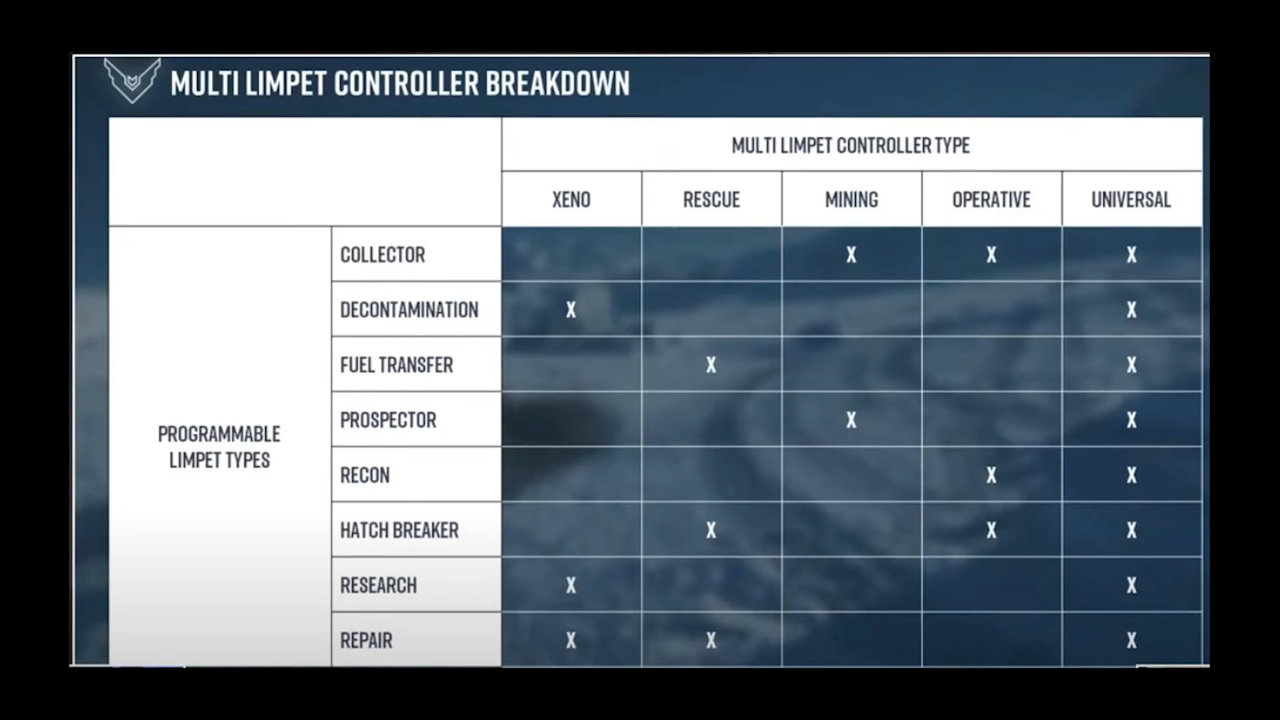 MULTI LIMPET CONTROLLER BREAKDOWN
MULTI LIMPET CONTROLLER TYPE
XENO RESCUE MINING OPERATIVE UNIVERSAL
PROGRAMMABLE
LIMPET TYPES
COLLECTOR X X X
DECONTAMINATION X X
FUEL TRANSFER X X
PROSPECTOR X X
RECON X X
HATCH BREAKER X X X
RESEARCH X X
REPAIR X X X